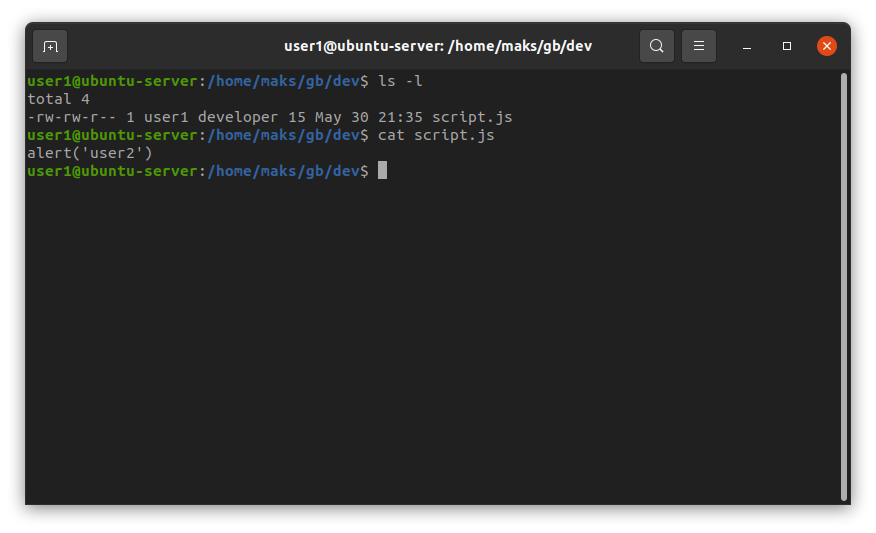 user1@ubuntu-server: /home/maks/gb/dev
user1@ubuntu-server:/home/maks/gb/dev$ ls -l
total 4
-rw-rw-r-- 1 user1 developer 15 May 30 21:35 script.js
user1@ubuntu-server:/home/maks/gb/dev$ cat script.js
alert('user2')
user1@ubuntu-server:/home/maks/gb/dev$